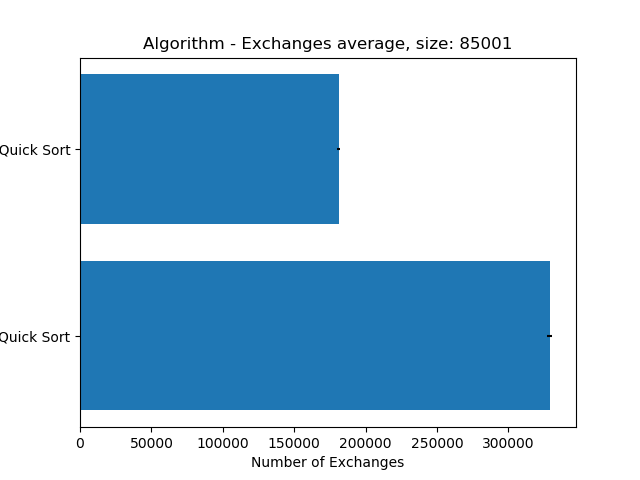 Algorithm - Exchanges average, size: 85001
Quick Sort
Quick Sort
0 50000 100000 150000 200000 250000 300000
Number of Exchanges